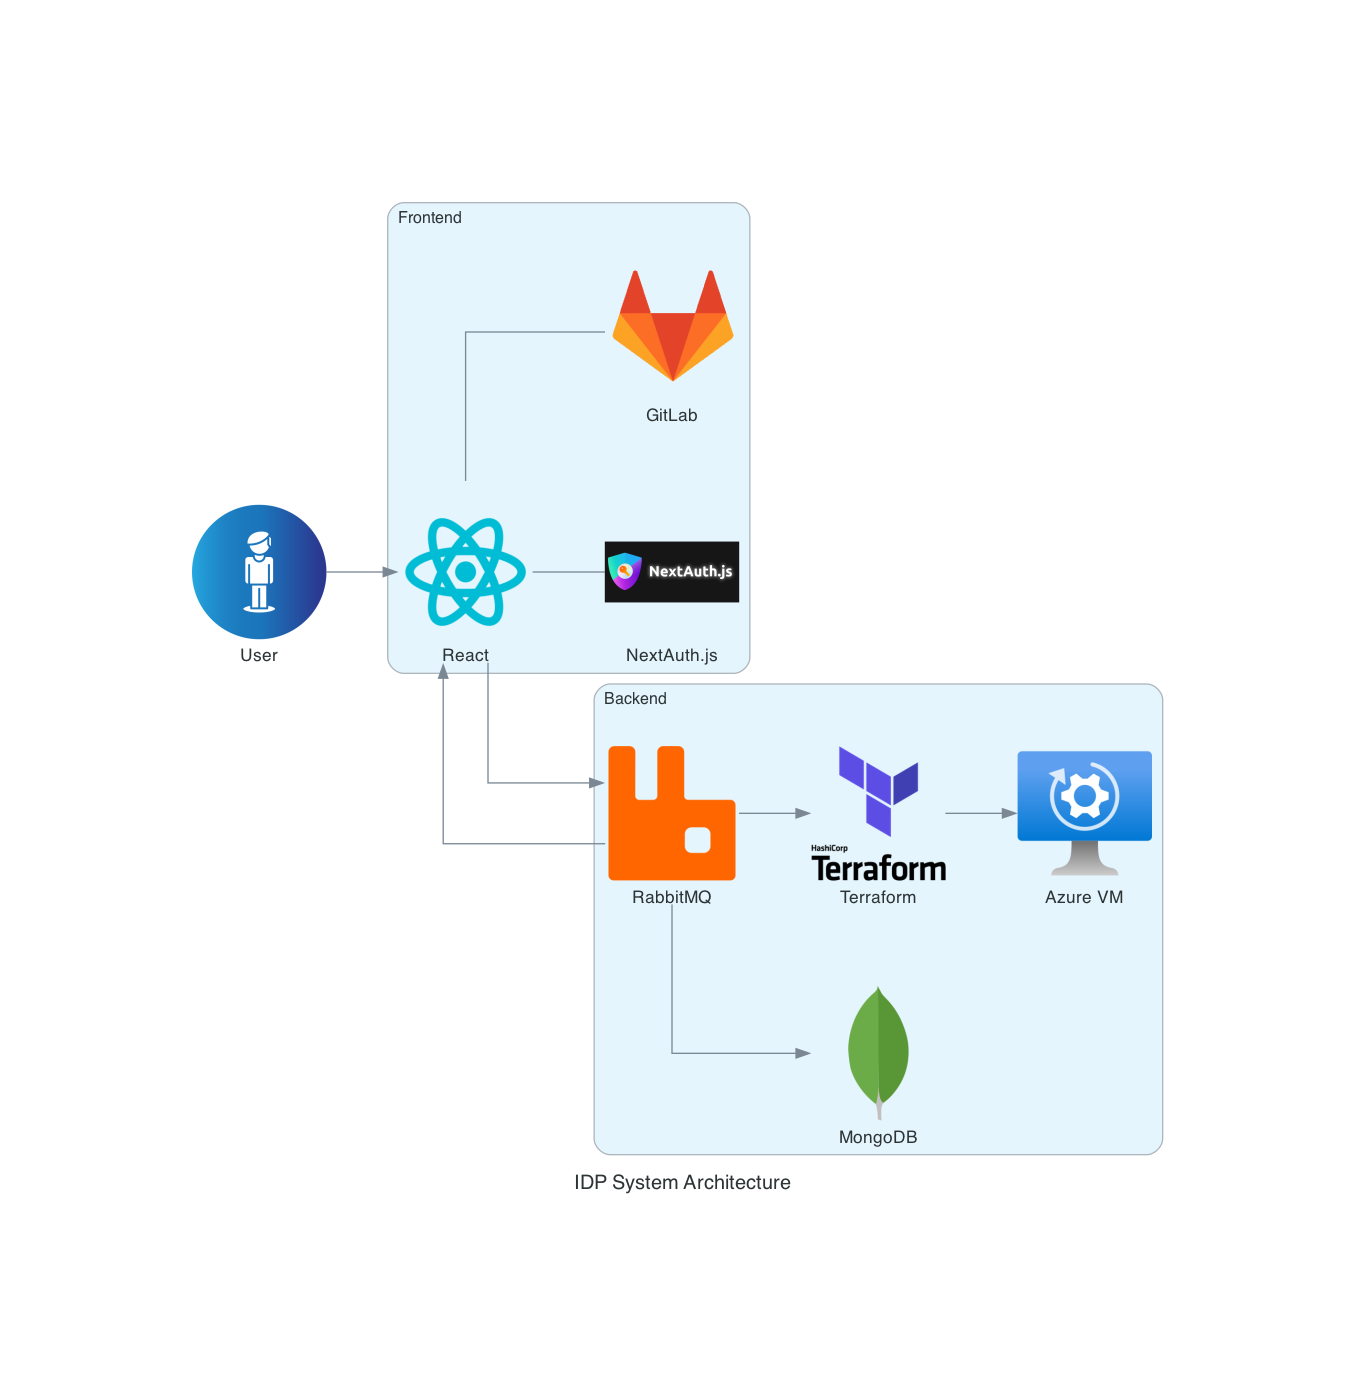 Frontend
GitLab
NextAuth.js
User
React
NextAuth.js
Backend
HashiCorp
Terraform
RabbitMQ
Terraform
Azure VM
MongoDB
IDP System Architecture